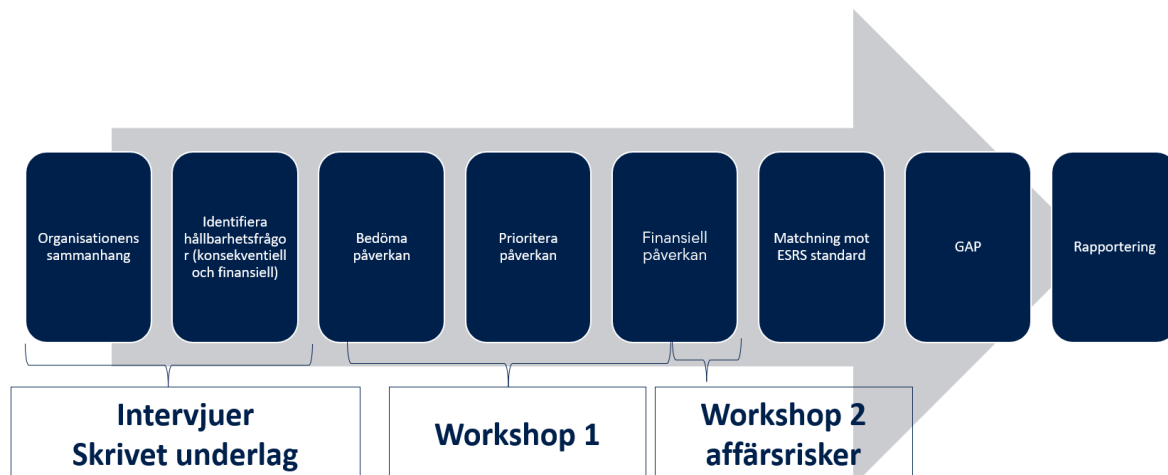 Organisationens
sammanhang
Identifiera
hållbarhetsfrågo
r (konsekventiell
och finansiell)
Bedöma
påverkan
Prioritera
påverkan
Finansiell
påverkan
Matchning mot
ESRS standard
GAP
Rapportering
Intervjuer
Skrivet underlag
Workshop 1
Workshop 2
affärsrisker